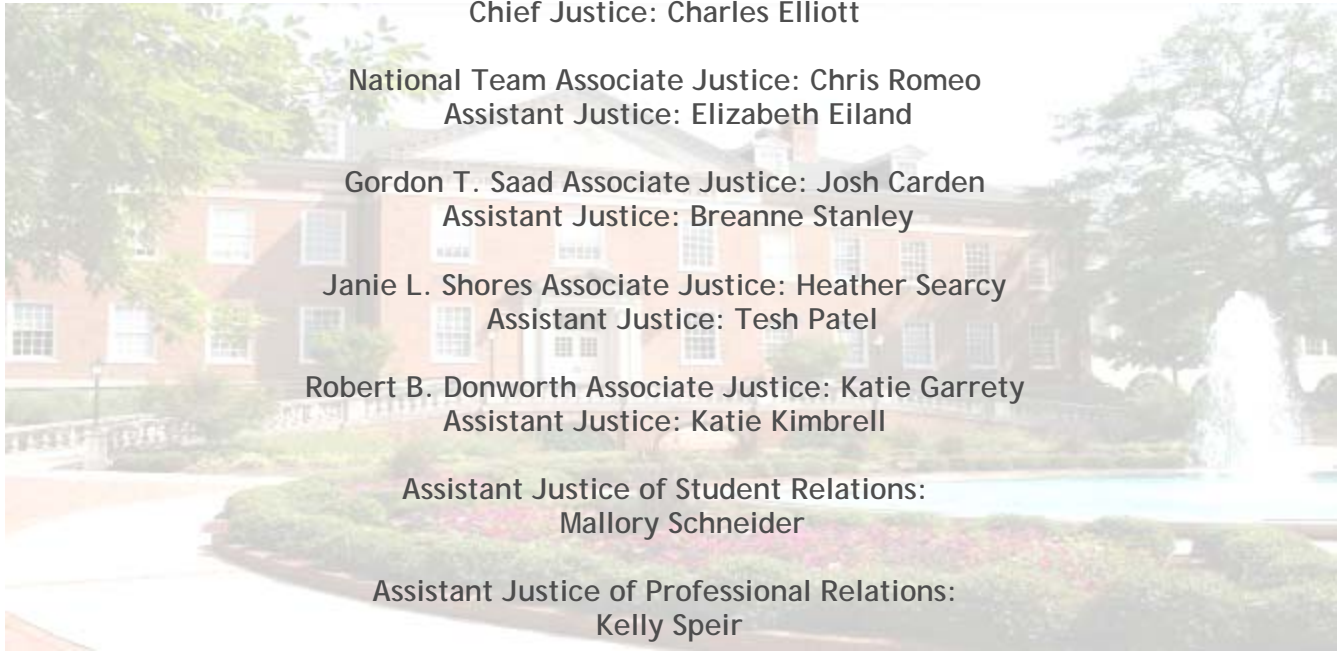 Chief Justice: Charles Elliott
National Team Associate Justice: Chris Romeo
Assistant Justice: Elizabeth Eiland
Gordon T. Saad Associate Justice: Josh Carden
Assistant Justice: Breanne Stanley
Janie L. Shores Associate Justice: Heather Searcy
Assistant Justice: Tesh Patel
Robert B. Donworth Associate Justice: Katie Garrety
Assistant Justice: Katie Kimbrell
Assistant Justice of Student Relations:
Mallory Schneider
Assistant Justice of Professional Relations:
Kelly Speir